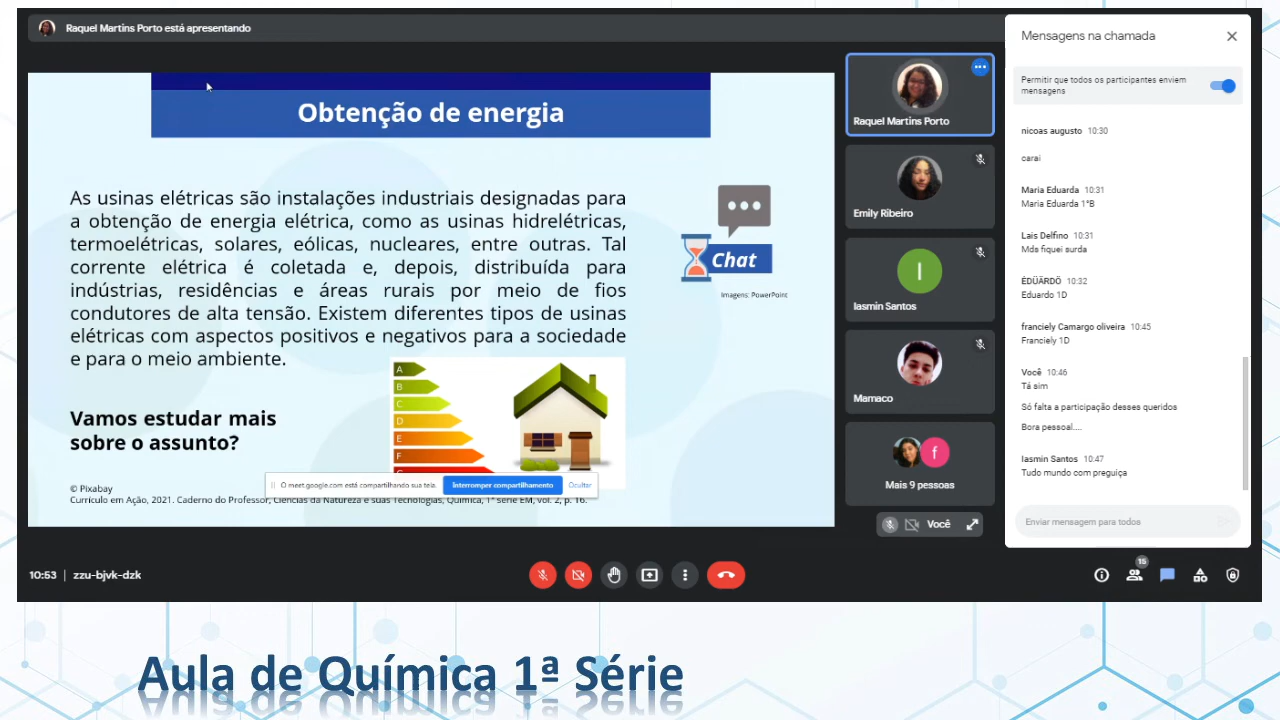 Raquel Martins Porto está apresentando
Obtenção de energia
As usinas elétricas são instalações industriais designadas para
a obtenção de energia elétrica, como as usinas hidrelétricas,
termoelétricas, solares, eólicas, nucleares, entre outras. Tal
corrente elétrica é coletada e, depois, distribuída para
indústrias, residências e áreas rurais por meio de fios
condutores de alta tensão. Existem diferentes tipos de usinas
elétricas com aspectos positivos e negativos para a sociedade
e para o meio ambiente.
Chat
Imagens: PowerPoint
Vamos estudar mais
sobre o assunto?
A
B
C
D
E
F
G
O meet.google.com está compartilhando sua tela.
Interromper compartilhamento
Ocultar
© Pixabay
Currículo em Ação, 2021. Caderno do Professor, Ciências da Natureza e suas Tecnologias, Química, 1ª série EM, vol. 2, p. 16.
Raquel Martins Porto
Emily Ribeiro
I
Iasmin Santos
Mamaco
f
Mais 9 pessoas
Você
Mensagens na chamada
Permitir que todos os participantes enviem
mensagens
nicoas augusto 10:30
carai
Maria Eduarda 10:31
Maria Eduarda 1°B
Lais Delfino 10:31
Mds fiquei surda
ÊDÜÄRDÖ 10:32
Eduardo 1D
franciely Camargo oliveira 10:45
Franciely 1D
Você 10:46
Tá sim
Só falta a participação desses queridos
Bora pessoal....
Iasmin Santos 10:47
Tudo mundo com preguiça
Enviar mensagem para todos
10:53 | zzu-bjvk-dzk
15
Aula de Química 1ª Série